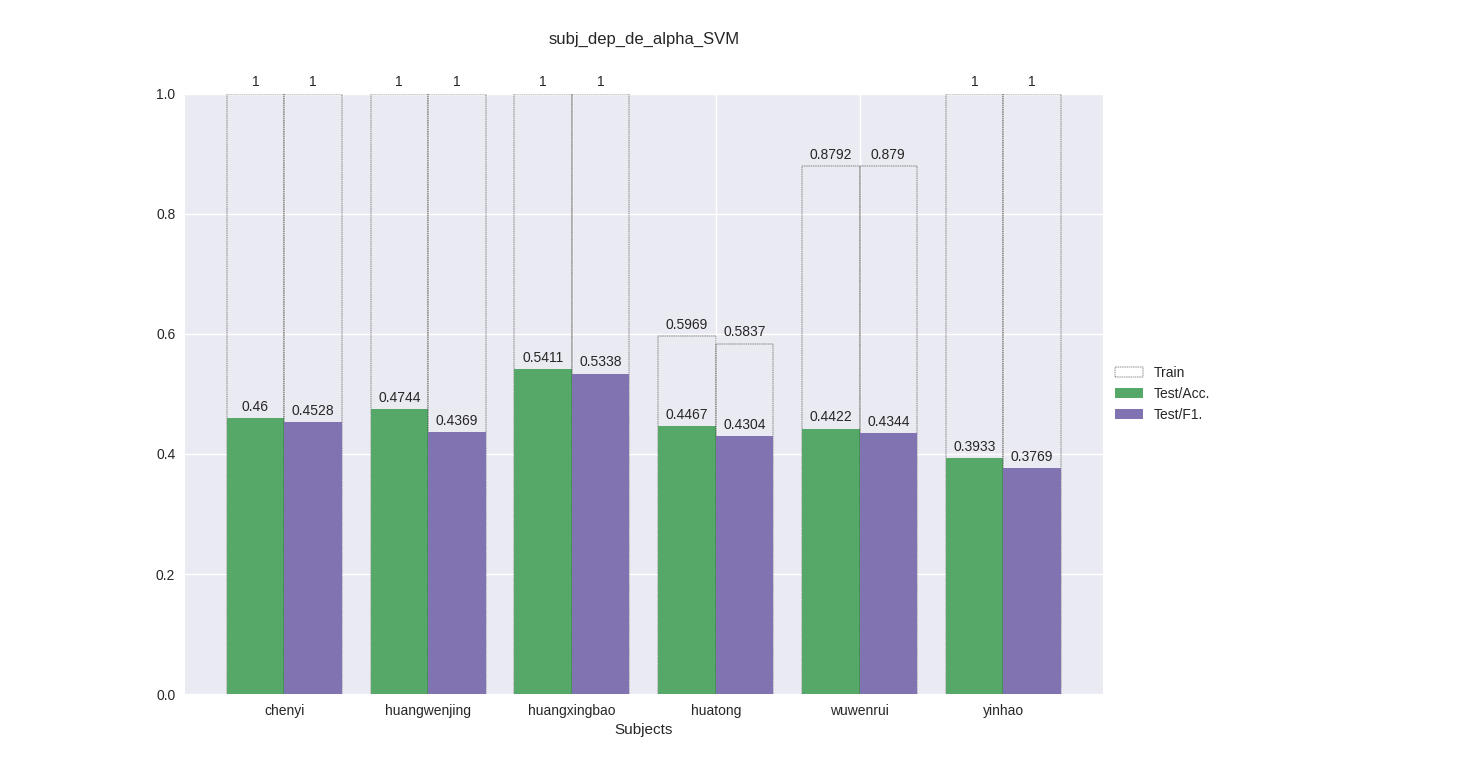 subj_dep_de_alpha_SVM
1 1 1 1 1 1 1 1
1.0
0.8792 0.879
0.8
0.6
0.5969 0.5837
0.5411 0.5338
0.46 0.4528
0.4744 0.4369
0.4467 0.4304
0.4422 0.4344
0.3933 0.3769
0.4
0.2
0.0
Train
Test/Acc.
Test/F1.
chenyi huangwenjing huangxingbao huatong wuwenrui yinhao
Subjects